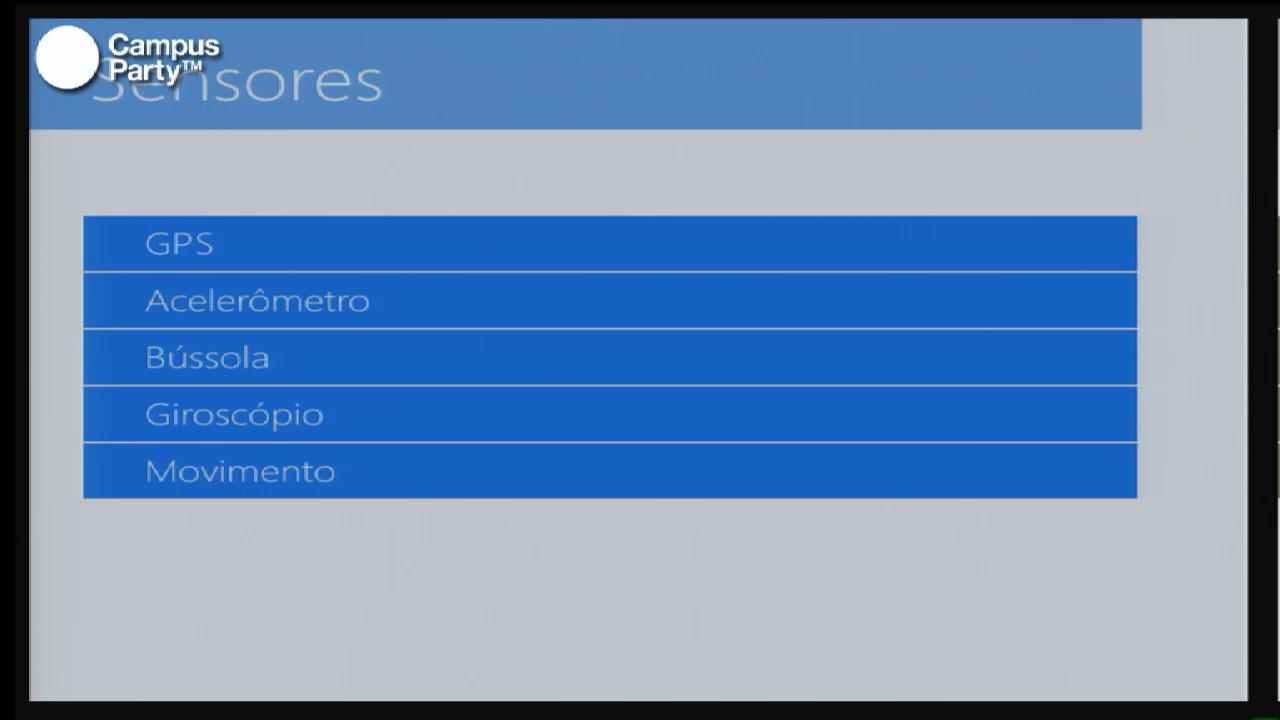 Campus
Party™
Sensores
GPS
Acelerômetro
Bússola
Giroscópio
Movimento